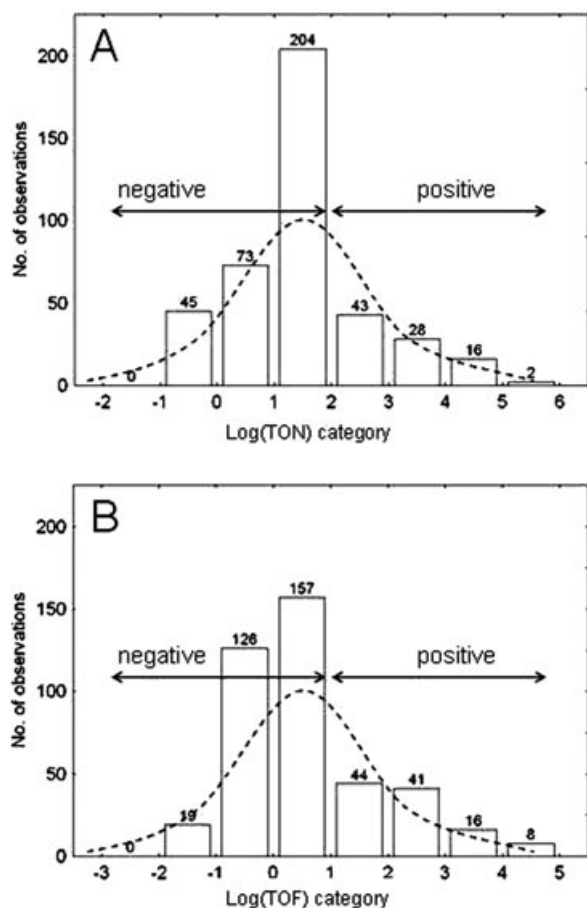 A
204
200
150
No. of observations
negative
positive
100
73
50
45
43
28
16
0
2
0
-2 -1 0 1 2 3 4 5 6
Log(TON) category
B
200
157
150
126
No. of observations
negative
positive
100
50
44
41
19
16
8
0
0
-3 -2 -1 0 1 2 3 4 5
Log(TOF) category